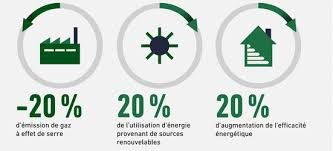 -20 %
d'émission de gaz
à effet de serre
20 %
de l'utilisation d'énergie
provenant de sources
renouvelables
20 %
d'augmentation de l'efficacité
énergétique